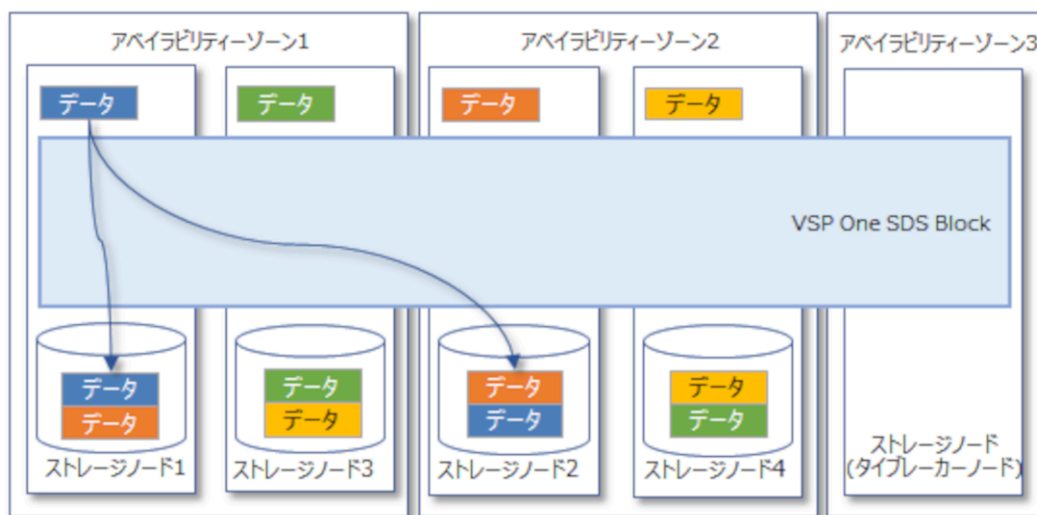 アベイラビリティーゾーン1
アベイラビリティーゾーン2
アベイラビリティーゾーン3
データ
データ
データ
データ
VSP One SDS Block
データ
データ
データ
データ
データ
データ
データ
データ
ストレージノード1
ストレージノード3
ストレージノード2
ストレージノード4
ストレージノード
(タイブレーカーノード)